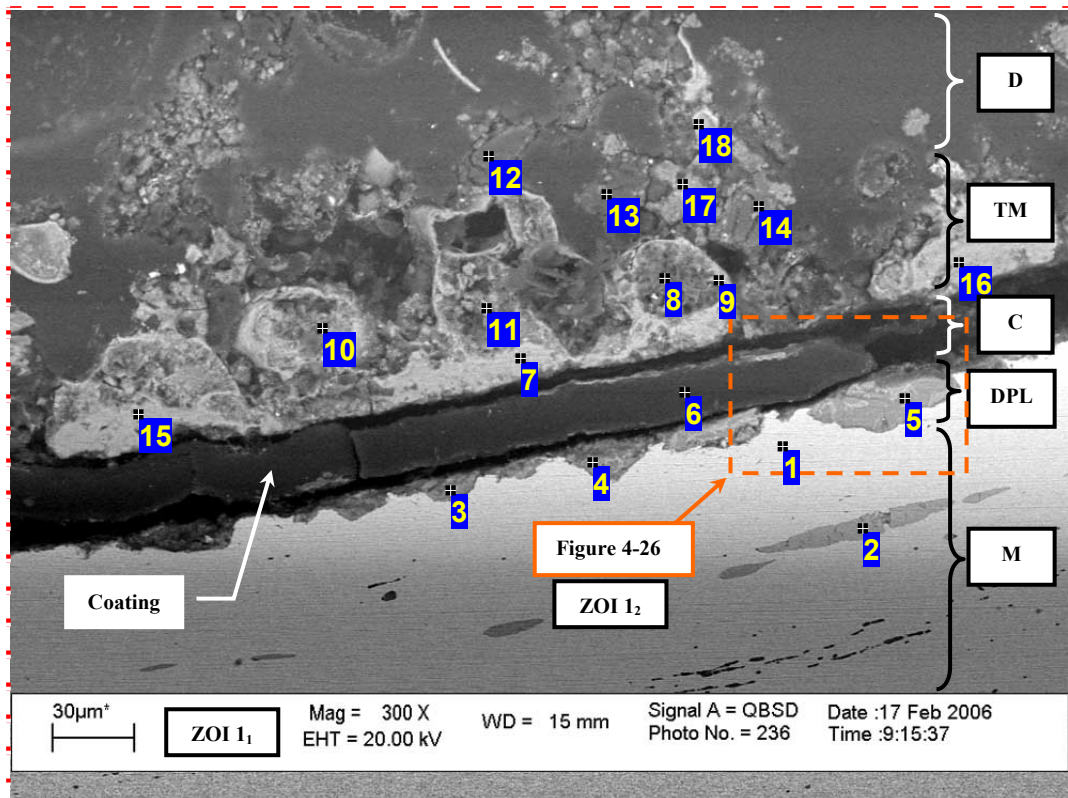 D
18
12
TM
17
13
14
16
8
9
11
C
10
7
DPL
6
5
15
1
4
3
Figure 4-26
2
M
ZOI 1₂
Coating
30µm*
ZOI 1₁
Mag = 300 X
EHT = 20.00 kV
WD = 15 mm
Signal A = QBSD
Photo No. = 236
Date :17 Feb 2006
Time :9:15:37